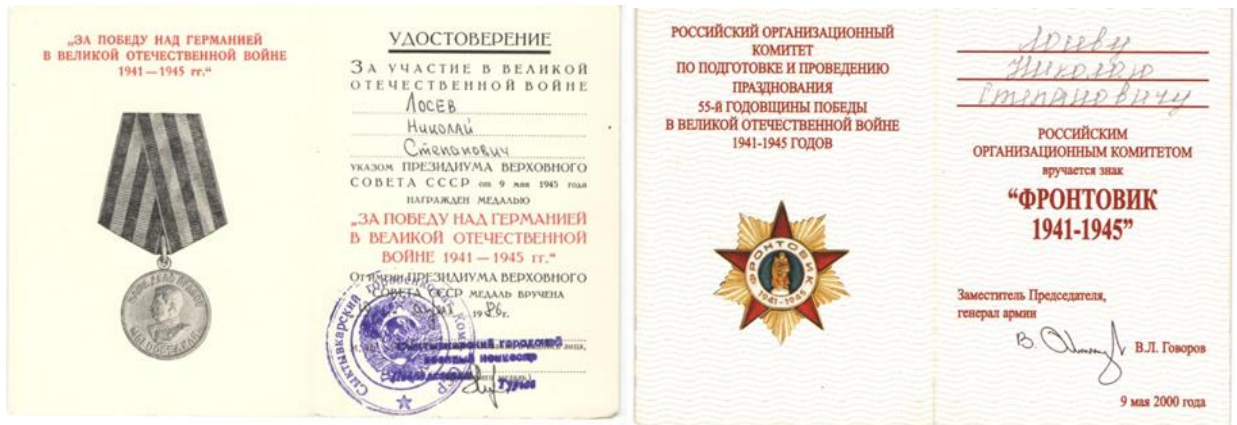 „ЗА ПОБЕДУ НАД ГЕРМАНИЕЙ
В ВЕЛИКОЙ ОТЕЧЕСТВЕННОЙ ВОЙНЕ
1941—1945 гг.“
УДОСТОВЕРЕНИЕ
ЗА УЧАСТИЕ В ВЕЛИКОЙ
ОТЕЧЕСТВЕННОЙ ВОЙНЕ
Лосев
Николай
Степанович
УКАЗОМ ПРЕЗИДИУМА ВЕРХОВНОГО
СОВЕТА СССР от 9 мая 1945 года
НАГРАЖДЕН МЕДАЛЬЮ
„ЗА ПОБЕДУ НАД ГЕРМАНИЕЙ
В ВЕЛИКОЙ ОТЕЧЕСТВЕННОЙ
ВОЙНЕ 1941—1945 гг.“
От имени ПРЕЗИДИУМА ВЕРХОВНОГО
СОВЕТА СССР МЕДАЛЬ ВРУЧЕНА
1986г.
Сыктывкарский городской
военный комиссар
РОССИЙСКИЙ ОРГАНИЗАЦИОННЫЙ
КОМИТЕТ
ПО ПОДГОТОВКЕ И ПРОВЕДЕНИЮ
ПРАЗДНОВАНИЯ
55-й ГОДОВЩИНЫ ПОБЕДЫ
В ВЕЛИКОЙ ОТЕЧЕСТВЕННОЙ ВОЙНЕ
1941-1945 ГОДОВ
ФРОНТОВИК
1941-1945
Лосеву
Николаю
Степановичу
РОССИЙСКИМ
ОРГАНИЗАЦИОННЫМ КОМИТЕТОМ
вручается знак
“ФРОНТОВИК
1941-1945”
Заместитель Председателя,
генерал армии
В.Л. Говоров
9 мая 2000 года